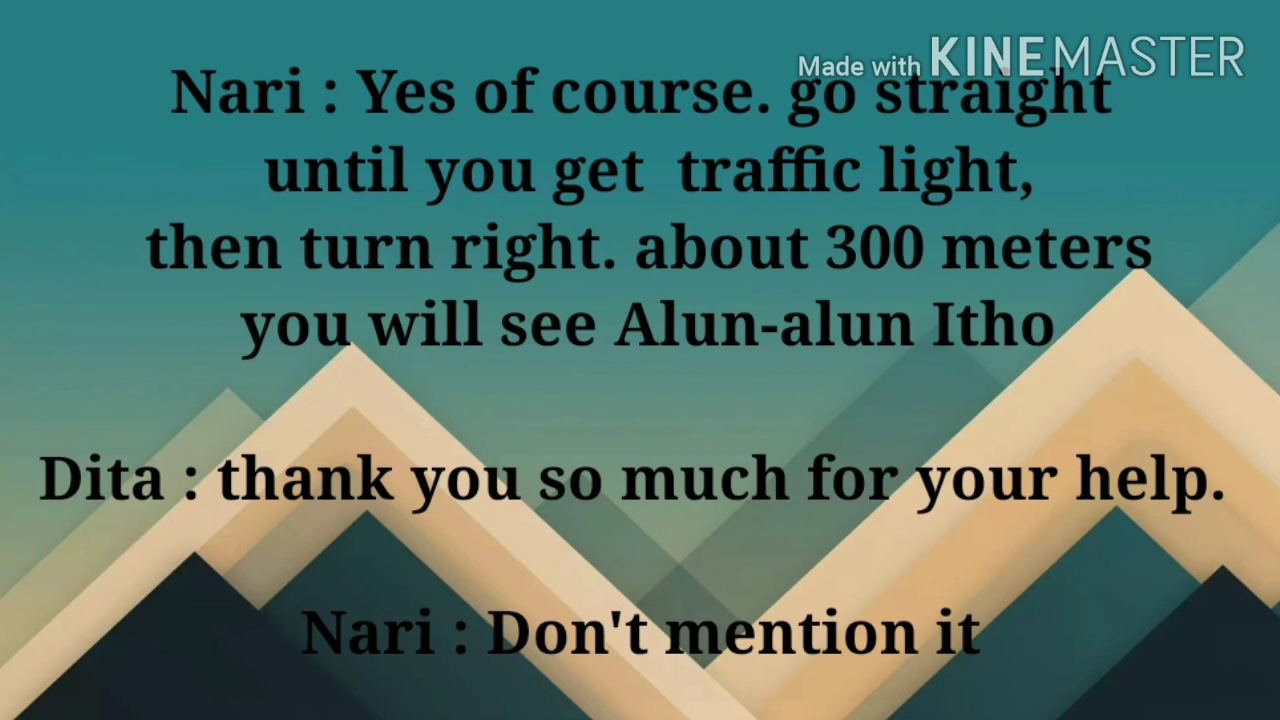 Made with KINEMASTER
Nari : Yes of course. go straight
until you get  traffic light,
then turn right. about 300 meters
you will see Alun-alun Itho
Dita : thank you so much for your help.
Nari : Don't mention it